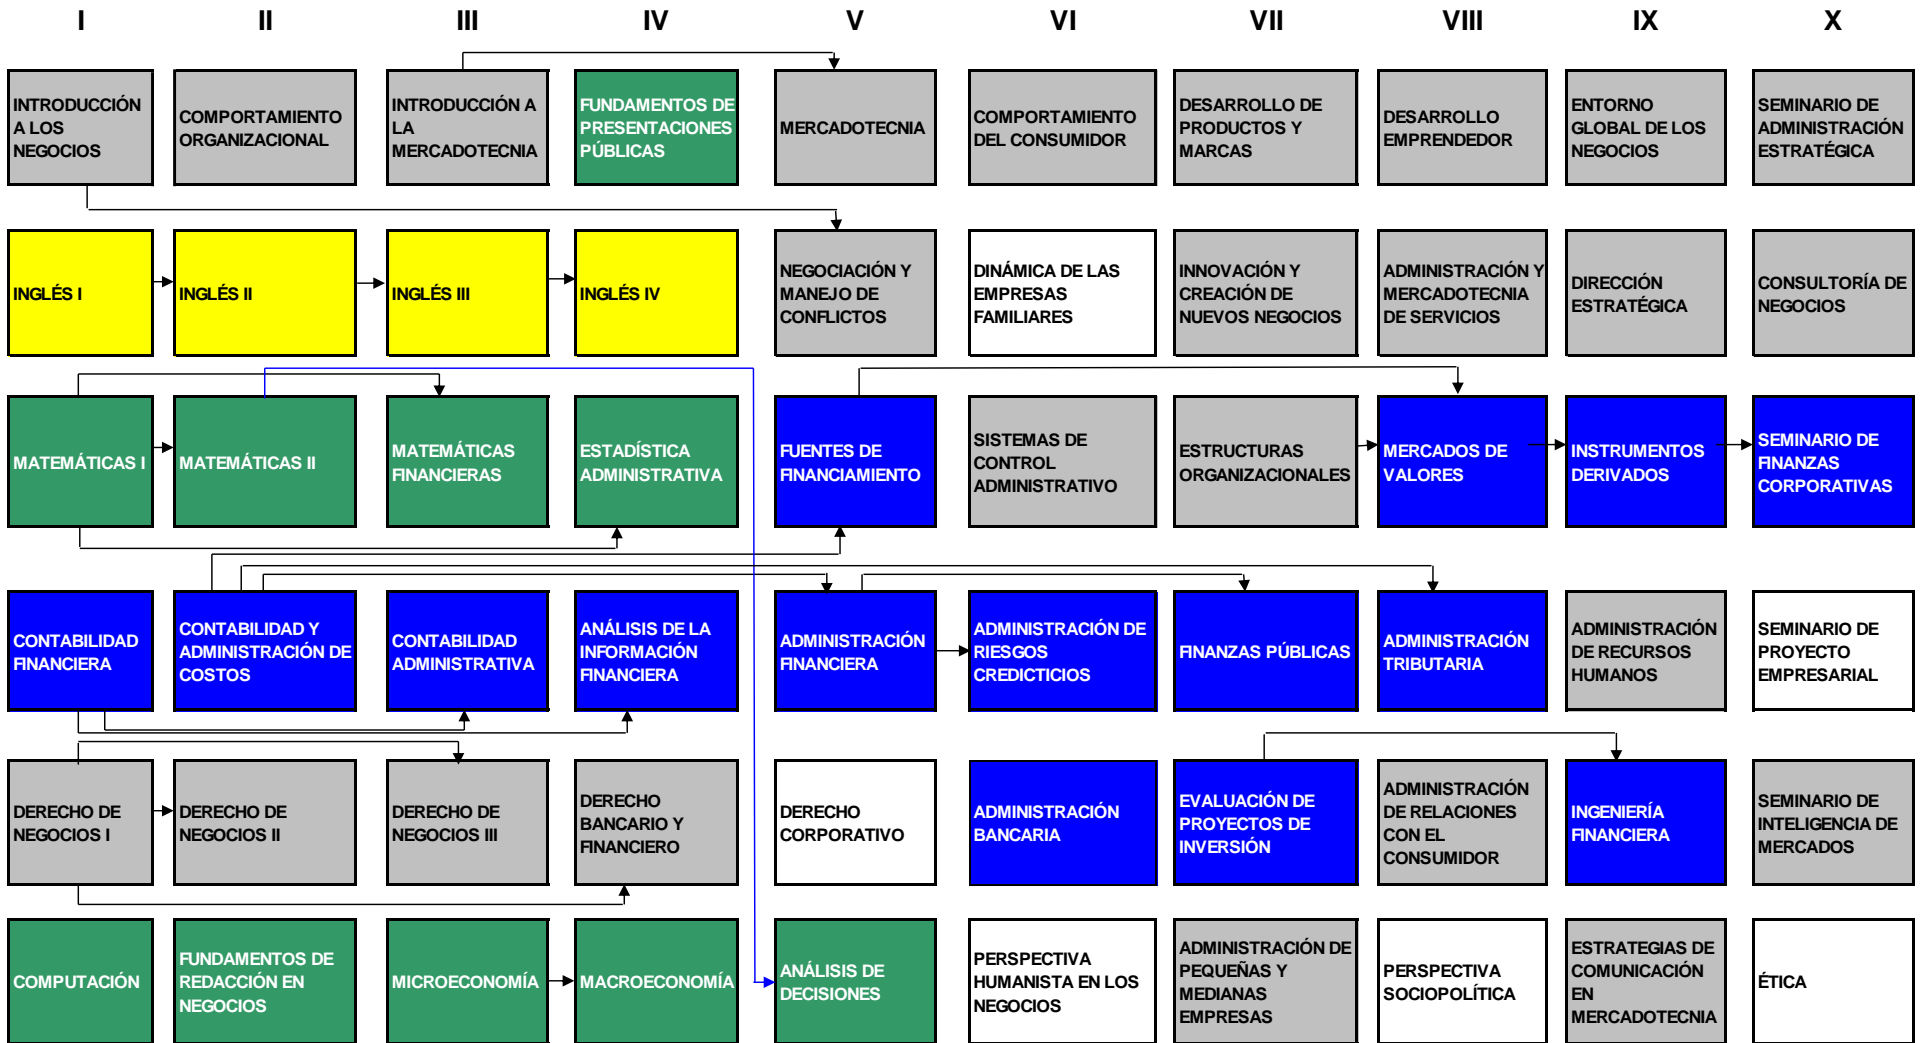 I II III IV V VI VII VIII IX X
INTRODUCCIÓN
A LOS
NEGOCIOS
COMPORTAMIENTO
ORGANIZACIONAL
INTRODUCCIÓN A
LA
MERCADOTECNIA
FUNDAMENTOS DE
PRESENTACIONES
PÚBLICAS
MERCADOTECNIA
COMPORTAMIENTO
DEL CONSUMIDOR
DESARROLLO DE
PRODUCTOS Y
MARCAS
DESARROLLO
EMPRENDEDOR
ENTORNO
GLOBAL DE LOS
NEGOCIOS
SEMINARIO DE
ADMINISTRACIÓN
ESTRATÉGICA
INGLÉS I
INGLÉS II
INGLÉS III
INGLÉS IV
NEGOCIACIÓN Y
MANEJO DE
CONFLICTOS
DINÁMICA DE LAS
EMPRESAS
FAMILIARES
INNOVACIÓN Y
CREACIÓN DE
NUEVOS NEGOCIOS
ADMINISTRACIÓN Y
MERCADOTECNIA
DE SERVICIOS
DIRECCIÓN
ESTRATÉGICA
CONSULTORÍA DE
NEGOCIOS
MATEMÁTICAS I
MATEMÁTICAS II
MATEMÁTICAS
FINANCIERAS
ESTADÍSTICA
ADMINISTRATIVA
FUENTES DE
FINANCIAMIENTO
SISTEMAS DE
CONTROL
ADMINISTRATIVO
ESTRUCTURAS
ORGANIZACIONALES
MERCADOS DE
VALORES
INSTRUMENTOS
DERIVADOS
SEMINARIO DE
FINANZAS
CORPORATIVAS
CONTABILIDAD
FINANCIERA
CONTABILIDAD Y
ADMINISTRACIÓN DE
COSTOS
CONTABILIDAD
ADMINISTRATIVA
ANÁLISIS DE LA
INFORMACIÓN
FINANCIERA
ADMINISTRACIÓN
FINANCIERA
ADMINISTRACIÓN DE
RIESGOS
CREDICTICIOS
FINANZAS PÚBLICAS
ADMINISTRACIÓN
TRIBUTARIA
ADMINISTRACIÓN
DE RECURSOS
HUMANOS
SEMINARIO DE
PROYECTO
EMPRESARIAL
DERECHO DE
NEGOCIOS I
DERECHO DE
NEGOCIOS II
DERECHO DE
NEGOCIOS III
DERECHO
BANCARIO Y
FINANCIERO
DERECHO
CORPORATIVO
ADMINISTRACIÓN
BANCARIA
EVALUACIÓN DE
PROYECTOS DE
INVERSIÓN
ADMINISTRACIÓN
DE RELACIONES
CON EL
CONSUMIDOR
INGENIERÍA
FINANCIERA
SEMINARIO DE
INTELIGENCIA DE
MERCADOS
COMPUTACIÓN
FUNDAMENTOS DE
REDACCIÓN EN
NEGOCIOS
MICROECONOMÍA
MACROECONOMÍA
ANÁLISIS DE
DECISIONES
PERSPECTIVA
HUMANISTA EN LOS
NEGOCIOS
ADMINISTRACIÓN DE
PEQUEÑAS Y
MEDIANAS
EMPRESAS
PERSPECTIVA
SOCIOPOLÍTICA
ESTRATEGIAS DE
COMUNICACIÓN
EN
MERCADOTECNIA
ÉTICA